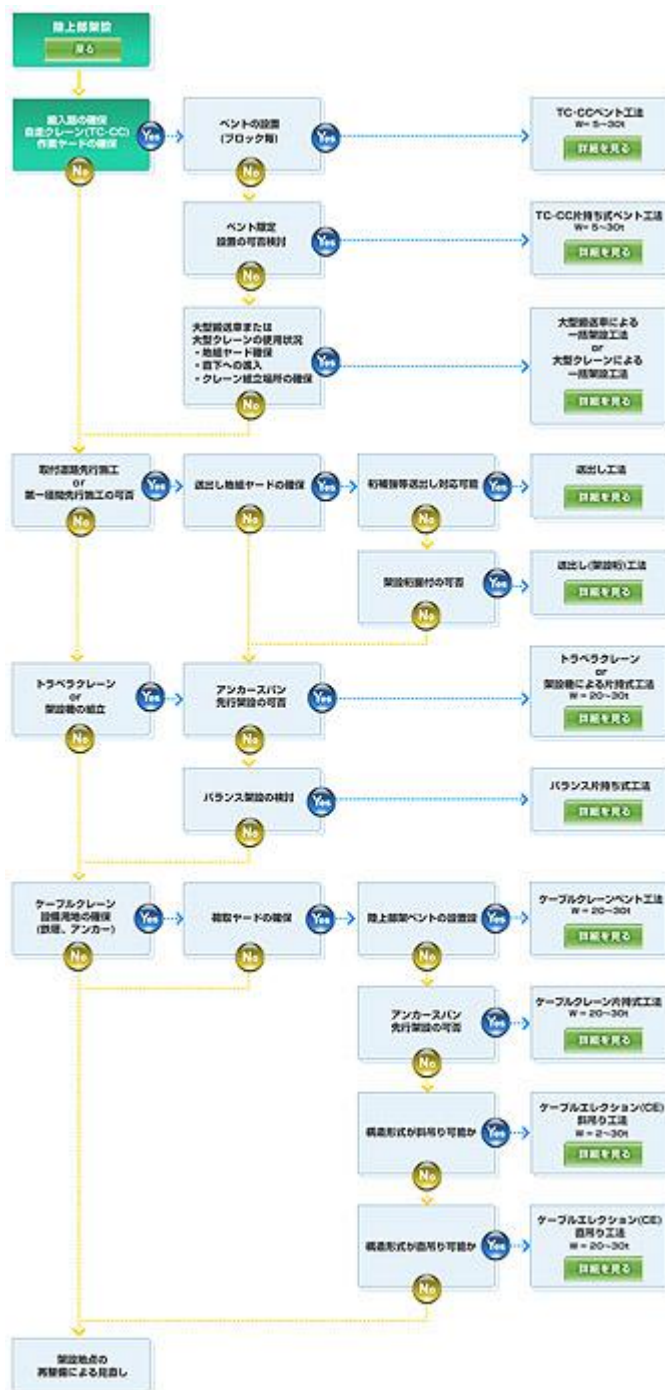 陸上部架設
戻る
搬入路の確保
自走クレーン(TC-CC)
作業ヤードの確保
Yes
No
ベントの設置
(ブロック毎)
Yes
No
TC-CCベント工法
W= 5~30t
詳細を見る
ベント限定
設置の可否検討
Yes
No
TC-CC片持ち式ベント工法
W= 5~30t
詳細を見る
大型搬送車または
大型クレーンの使用状況
・地組ヤード確保
・直下への進入
・クレーン組立場所の確保
Yes
No
大型搬送車による
一括架設工法
or
大型クレーンによる
一括架設工法
詳細を見る
取付道路先行施工
or
第一径間先行施工の可否
Yes
No
送出し地組ヤードの確保
Yes
No
桁補強等送出し対応可能
Yes
No
送出し工法
詳細を見る
架設桁据付の可否
Yes
No
送出し(架設桁)工法
詳細を見る
トラベラクレーン
or
架設機の組立
Yes
No
アンカースパン
先行架設の可否
Yes
No
トラベラクレーン
or
架設機による片持式工法
W = 20~30t
詳細を見る
バランス架設の検討
Yes
No
バランス片持ち式工法
詳細を見る
ケーブルクレーン
設備用地の確保
(鉄塔、アンカー)
Yes
No
荷取ヤードの確保
Yes
No
陸上部架ベントの設置設
Yes
No
ケーブルクレーンベント工法
W = 20~30t
詳細を見る
アンカースパン
先行架設の可否
Yes
No
ケーブルクレーン片持式工法
W = 20~30t
詳細を見る
構造形式が斜吊り可能か
Yes
No
ケーブルエレクション(CE)
斜吊り工法
W = 2~30t
詳細を見る
構造形式が直吊り可能か
Yes
No
ケーブルエレクション(CE)
直吊り工法
W = 20~30t
詳細を見る
架設地点の
再整備による見直し